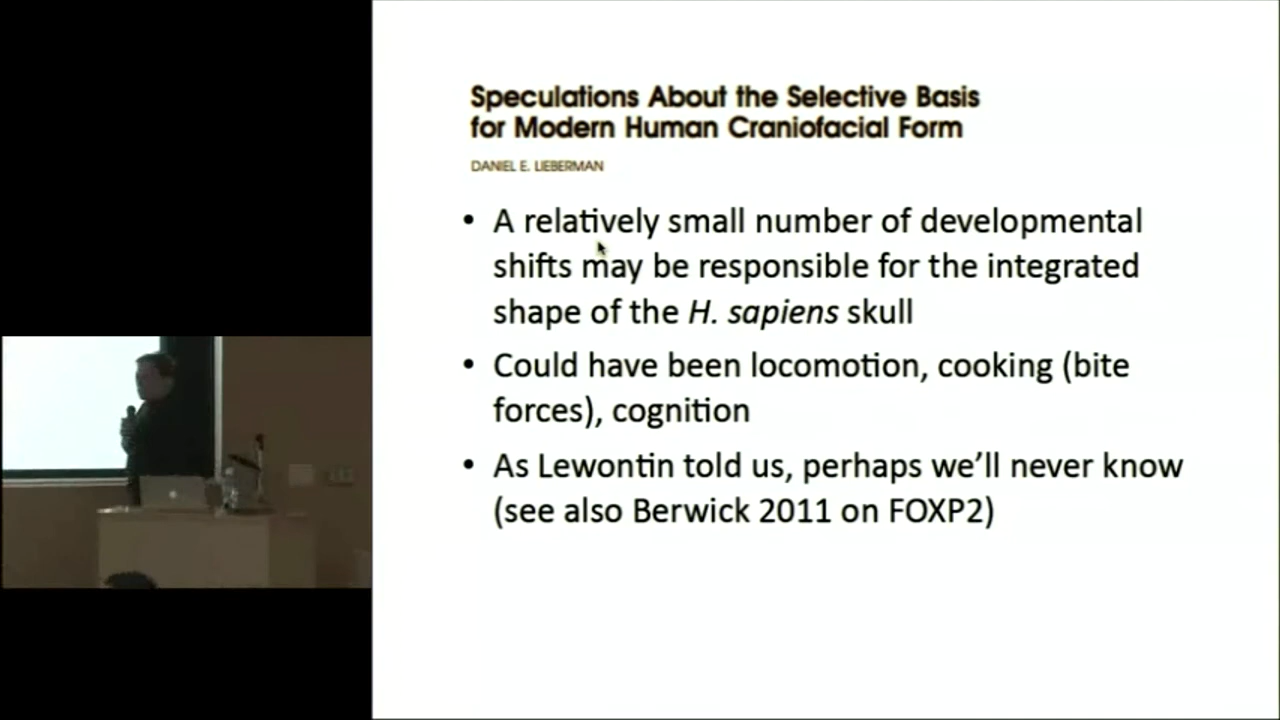 Speculations About the Selective Basis
for Modern Human Craniofacial Form
DANIEL E. LIEBERMAN
• A relatively small number of developmental
shifts may be responsible for the integrated
shape of the H. sapiens skull
• Could have been locomotion, cooking (bite
forces), cognition
• As Lewontin told us, perhaps we’ll never know
(see also Berwick 2011 on FOXP2)